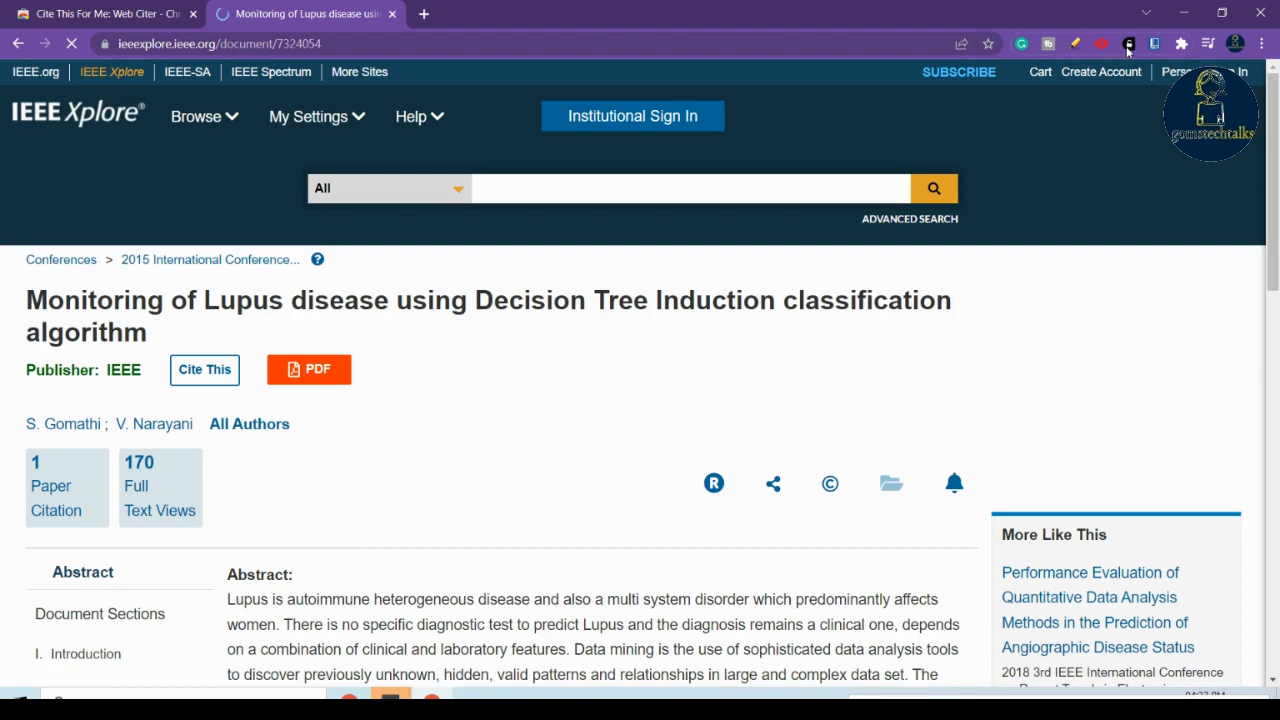 Cite This For Me: Web Citer - Chr
Monitoring of Lupus disease usin
ieeexplore.ieee.org/document/7324054
IEEE.org
IEEE Xplore
IEEE-SA
IEEE Spectrum
More Sites
SUBSCRIBE
Cart
Create Account
In
gomstechtalks
IEEE Xplore®
Browse
My Settings
Help
Institutional Sign In
All
ADVANCED SEARCH
Conferences > 2015 International Conference...
Monitoring of Lupus disease using Decision Tree Induction classification
algorithm
Publisher: IEEE
Cite This
PDF
S. Gomathi ; V. Narayani
All Authors
1
Paper
Citation
170
Full
Text Views
R
©
More Like This
Performance Evaluation of
Quantitative Data Analysis
Methods in the Prediction of
Angiographic Disease Status
2018 3rd IEEE International Conference
Abstract
Document Sections
I. Introduction
Abstract:
Lupus is autoimmune heterogeneous disease and also a multi system disorder which predominantly affects
women. There is no specific diagnostic test to predict Lupus and the diagnosis remains a clinical one, depends
on a combination of clinical and laboratory features. Data mining is the use of sophisticated data analysis tools
to discover previously unknown, hidden, valid patterns and relationships in large and complex data set. The